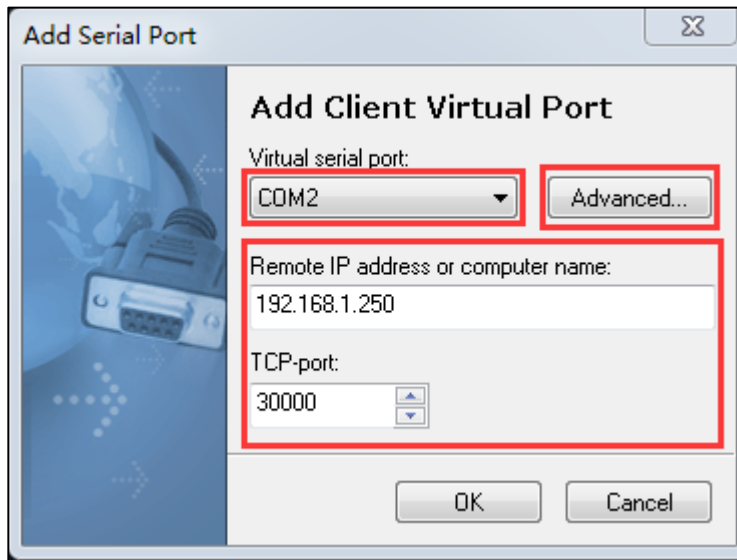 Add Serial Port
Add Client Virtual Port
Virtual serial port:
COM2 Advanced...
Remote IP address or computer name:
192.168.1.250
TCP-port:
30000
OK Cancel